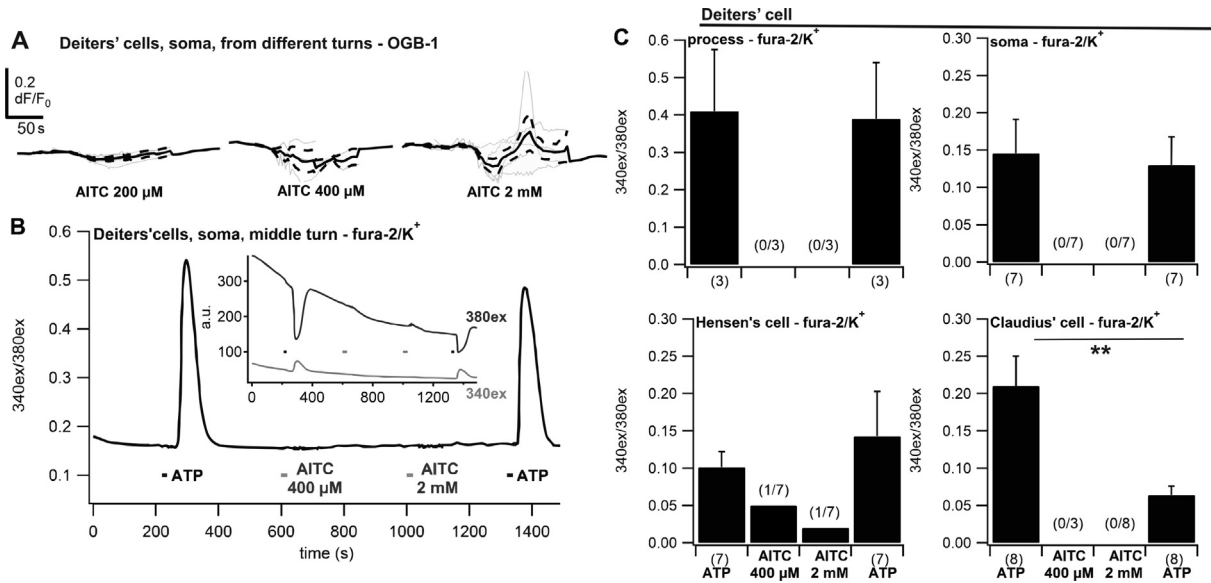 A
Deiters' cells, soma, from different turns - OGB-1
0.2
dF/F0
50 s
AITC 200 µM
AITC 400 µM
AITC 2 mM
B
Deiters'cells, soma, middle turn - fura-2/K+
0.6
0.5
0.4
0.3
0.2
0.1
340ex/380ex
300
200
100
a.u.
380ex
340ex
0
400
800
1200
ATP
AITC
400 µM
AITC
2 mM
ATP
0
200
400
600
800
1000
1200
1400
time (s)
C
Deiters' cell
process - fura-2/K+
0.6
0.5
0.4
0.3
0.2
0.1
0.0
340ex/380ex
(0/3)
(0/3)
(3)
(3)
soma - fura-2/K+
0.30
0.25
0.20
0.15
0.10
0.05
0.00
340ex/380ex
(0/7)
(0/7)
(7)
(7)
Hensen's cell - fura-2/K+
0.30
0.25
0.20
0.15
0.10
0.05
0.00
340ex/380ex
(1/7)
(1/7)
(7)
ATP
AITC
400 µM
AITC
2 mM
(7)
ATP
Claudius' cell - fura-2/K+
**
0.30
0.25
0.20
0.15
0.10
0.05
0.00
340ex/380ex
(0/3)
(0/8)
(8)
ATP
AITC
400 µM
AITC
2 mM
(8)
ATP